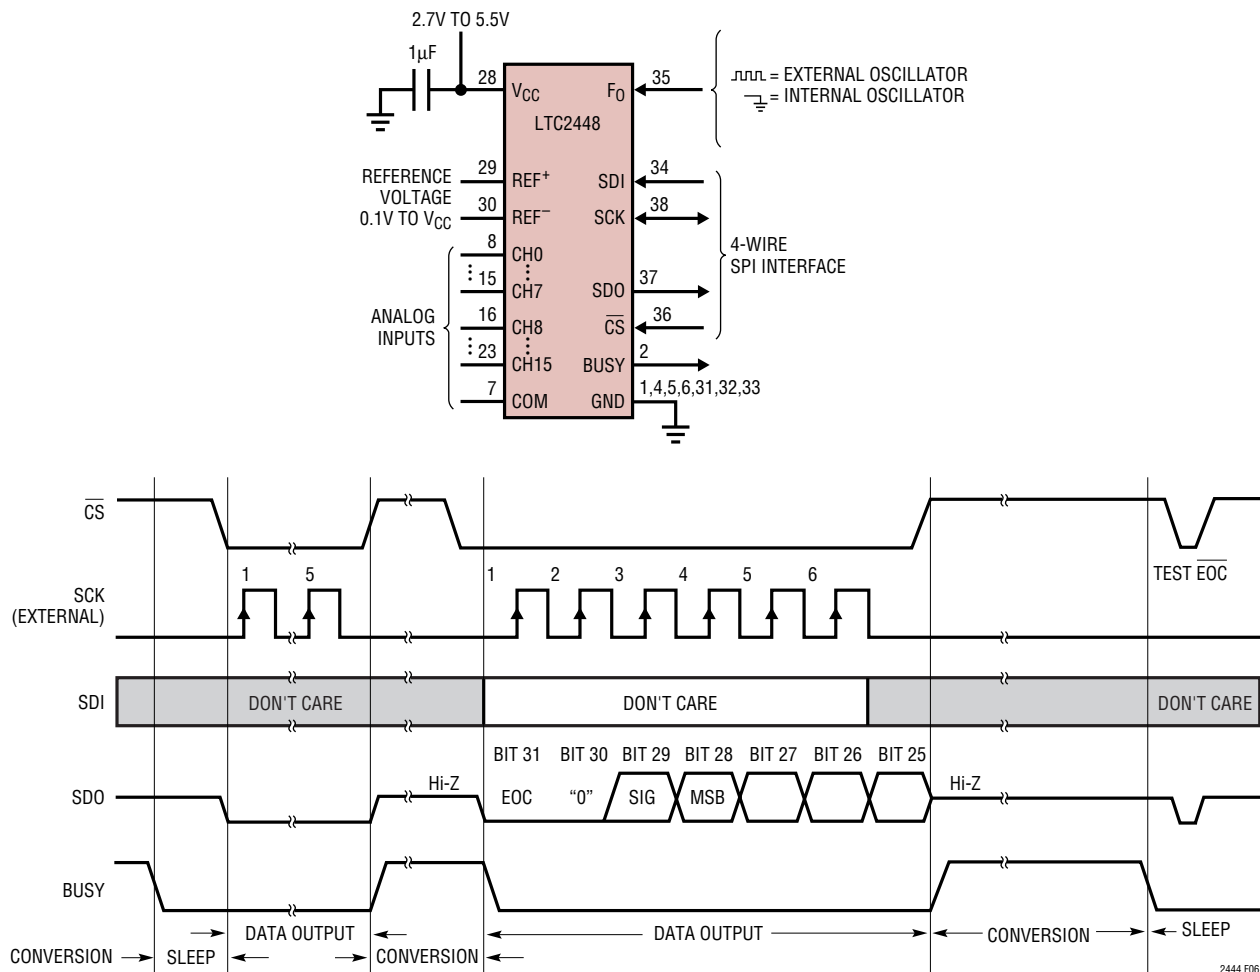 2.7V TO 5.5V
1µF
28
VCC
FO
35
= EXTERNAL OSCILLATOR
= INTERNAL OSCILLATOR
LTC2448
REFERENCE
VOLTAGE
0.1V TO VCC
29
REF+
30
REF–
SDI
34
SCK
38
4-WIRE
SPI INTERFACE
ANALOG
INPUTS
8
CH0
15
CH7
16
CH8
23
CH15
7
COM
SDO
37
CS
36
BUSY
2
GND
1,4,5,6,31,32,33
CS
TEST EOC
SCK
(EXTERNAL)
1 5 1 2 3 4 5 6
SDI
DON'T CARE DON'T CARE DON'T CARE
BIT 31 BIT 30 BIT 29 BIT 28 BIT 27 BIT 26 BIT 25
SDO
Hi-Z EOC “0” SIG MSB Hi-Z
BUSY
DATA OUTPUT DATA OUTPUT CONVERSION SLEEP
CONVERSION SLEEP CONVERSION
2444 F06